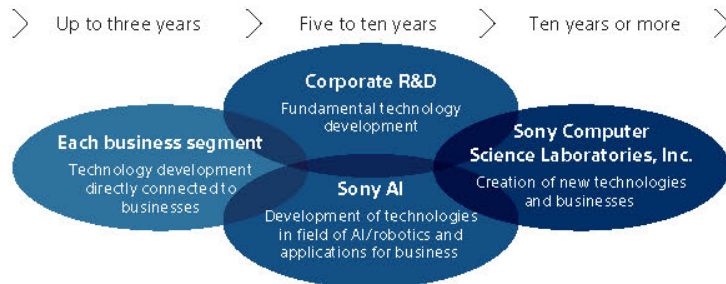 Up to three years
Five to ten years
Ten years or more
Corporate R&D
Fundamental technology
development
Each business segment
Technology development
directly connected to
businesses
Sony AI
Development of technologies
in field of AI/robotics and
applications for business
Sony Computer
Science Laboratories, Inc.
Creation of new technologies
and businesses